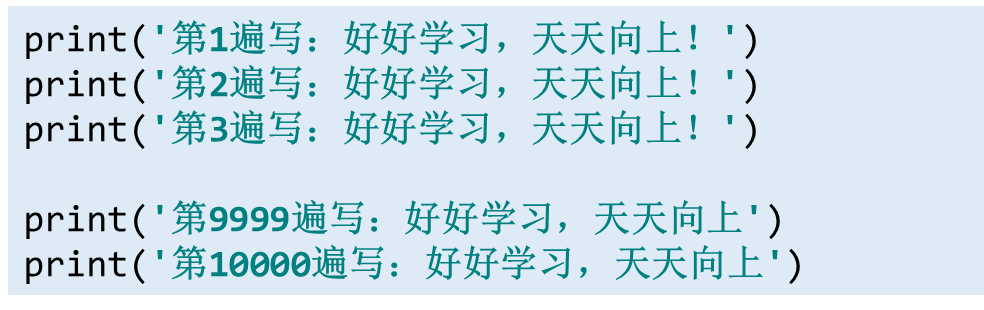 print('第1遍写：好好学习，天天向上！')
print('第2遍写：好好学习，天天向上！')
print('第3遍写：好好学习，天天向上！')
print('第9999遍写：好好学习，天天向上')
print('第10000遍写：好好学习，天天向上')